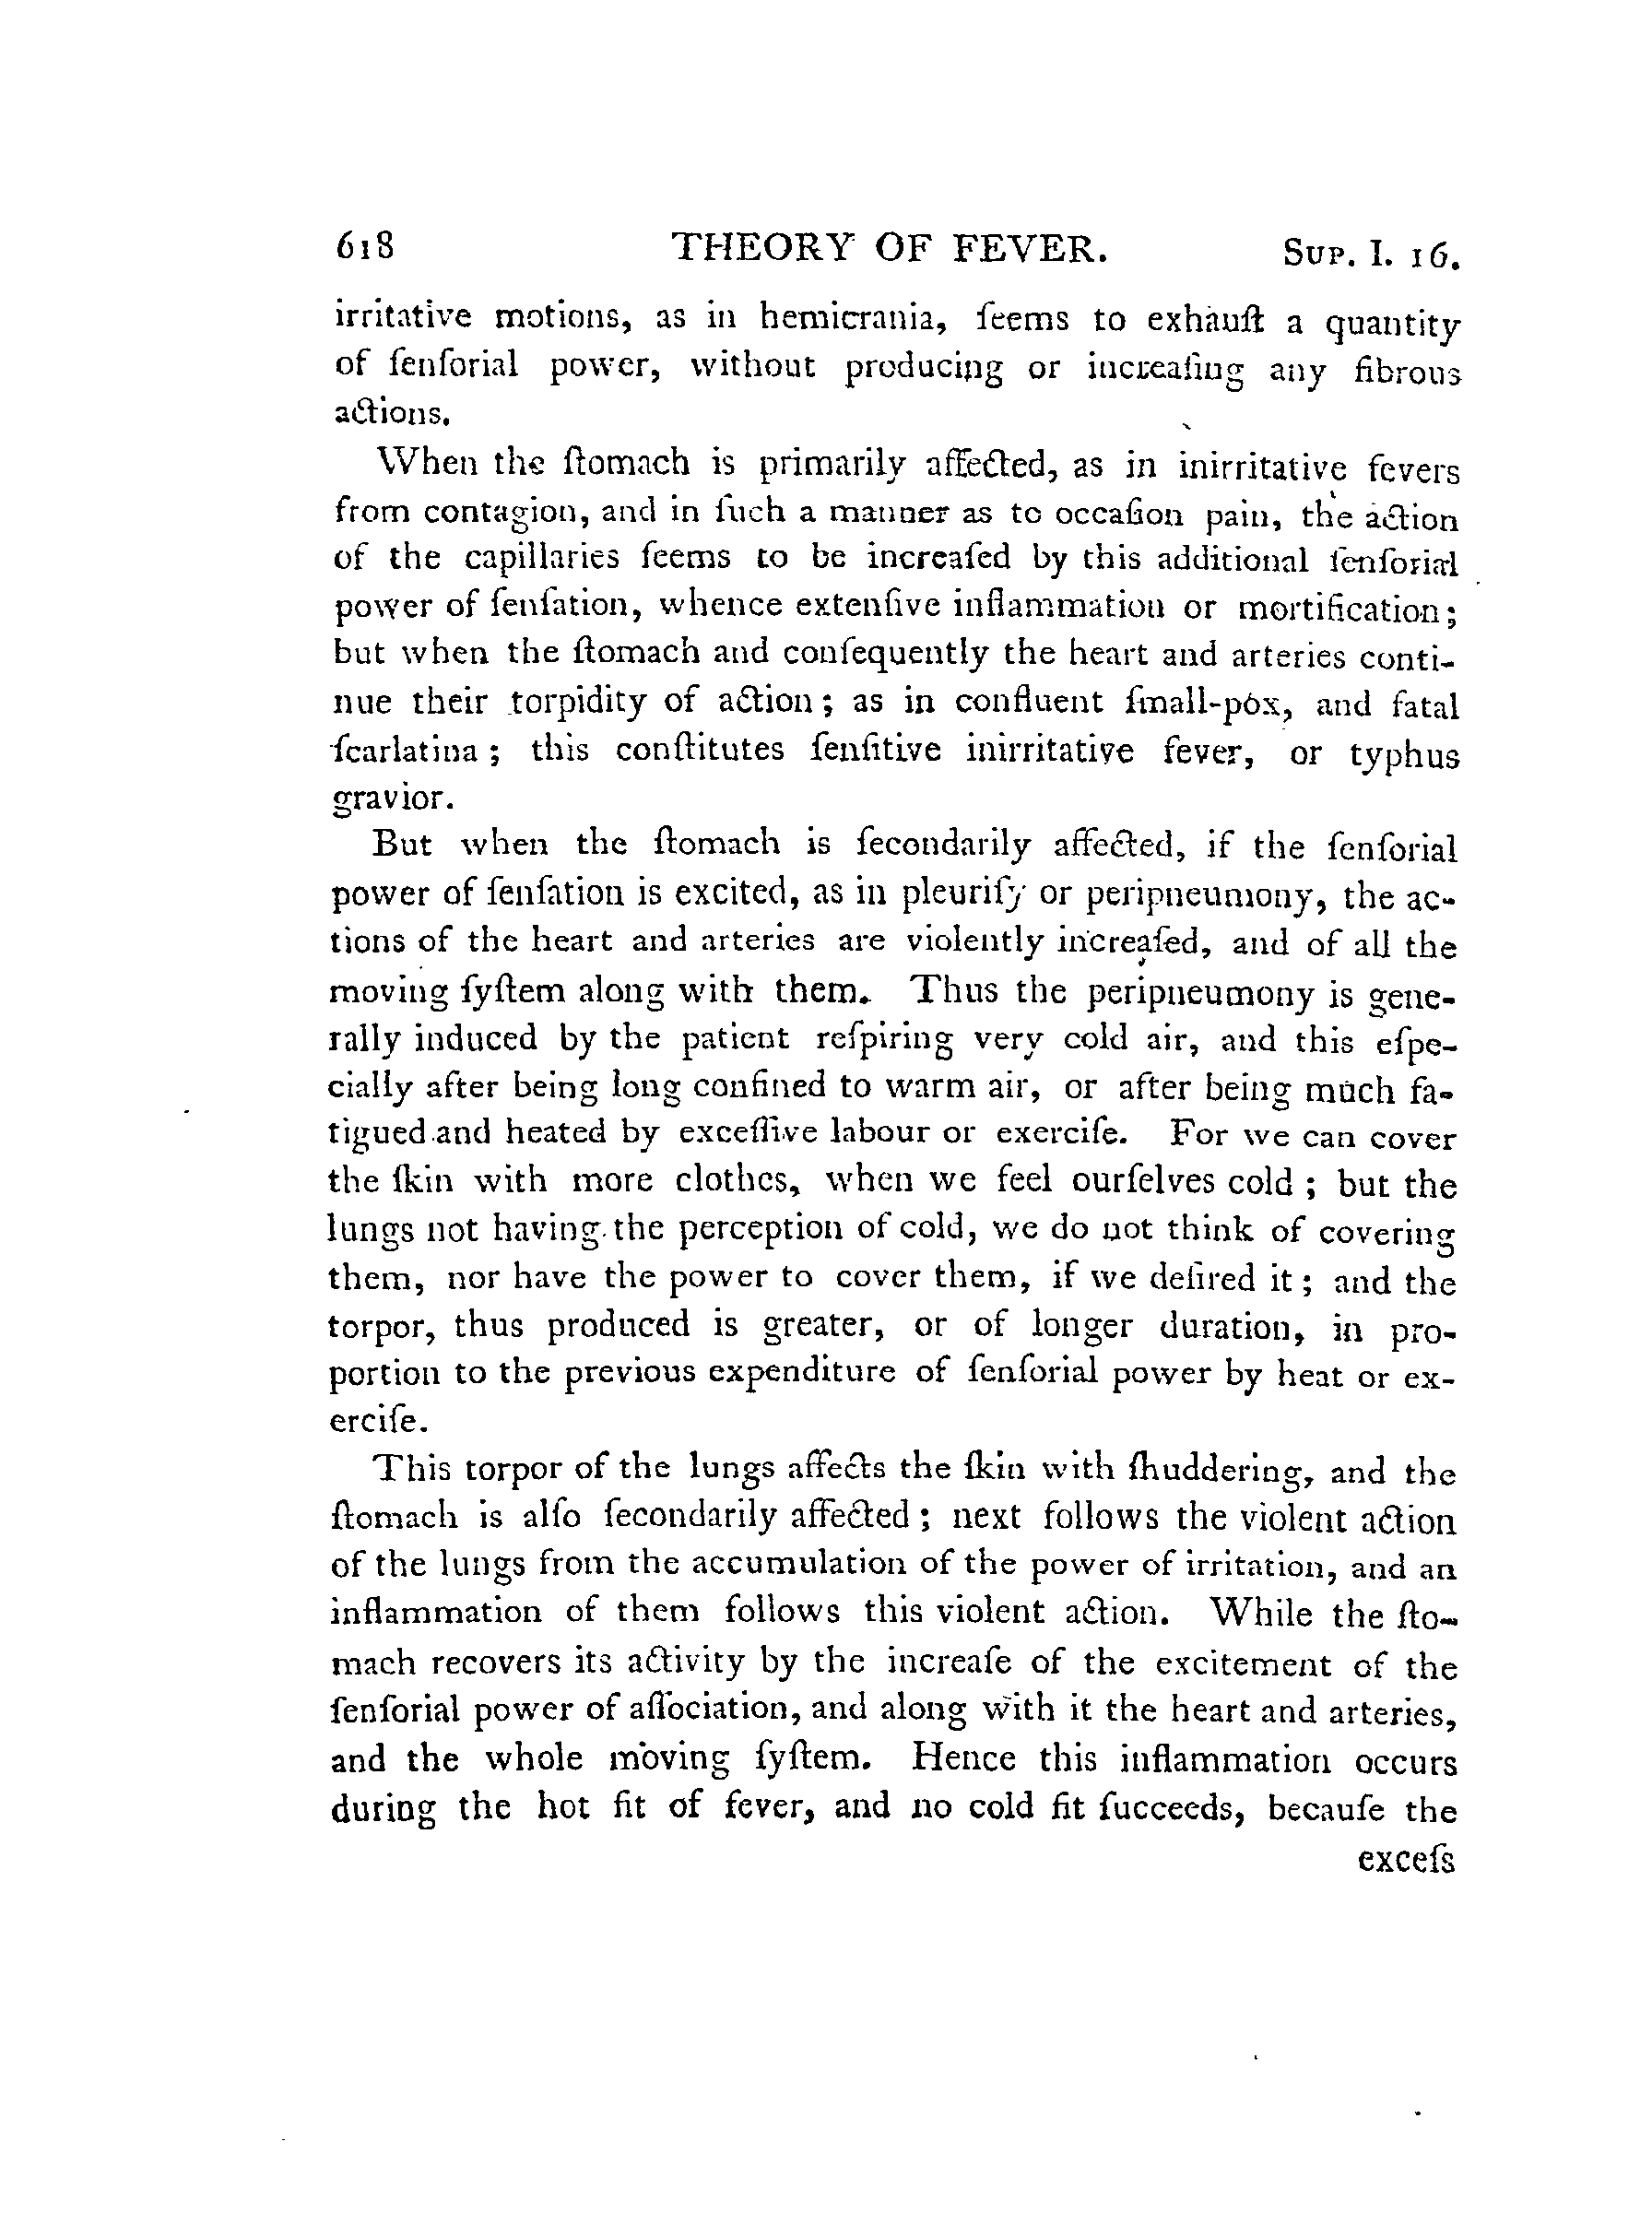 618 THEORY OF FEVER. SUP. I. 16.
irritative motions, as in hemicrania, ſeems to exhauſt a quantity
of ſenſorial power, without producing or increaſing any fibrous
actions.
When the ſtomach is primarily affected, as in inirritative fevers
from contagion, and in ſuch a manner as to occaſion pain, the action
of the capillaries ſeems to be increaſed by this additional ſenſorial
power of ſenſation, whence extenſive inflammation or mortification;
but when the ſtomach and conſequently the heart and arteries conti-
nue their torpidity of action; as in confluent ſmall-pox, and fatal
ſcarlatina; this conſtitutes ſenſitive inirritative fever, or typhus
gravior.
But when the ſtomach is ſecondarily affected, if the ſenſorial
power of ſenſation is excited, as in pleuriſy or peripneumony, the ac-
tions of the heart and arteries are violently increaſed, and of all the
moving ſyſtem along with them. Thus the peripneumony is gene-
rally induced by the patient reſpiring very cold air, and this eſpe-
cially after being long confined to warm air, or after being much fa-
tigued and heated by exceſſive labour or exerciſe. For we can cover
the ſkin with more clothes, when we feel ourſelves cold; but the
lungs not having the perception of cold, we do not think of covering
them, nor have the power to cover them, if we deſired it; and the
torpor, thus produced is greater, or of longer duration, in pro-
portion to the previous expenditure of ſenſorial power by heat or ex-
erciſe.
This torpor of the lungs affects the ſkin with ſhuddering, and the
ſtomach is alſo ſecondarily affected; next follows the violent action
of the lungs from the accumulation of the power of irritation, and an
inflammation of them follows this violent action. While the ſto-
mach recovers its activity by the increaſe of the excitement of the
ſenſorial power of aſſociation, and along with it the heart and arteries,
and the whole moving ſyſtem. Hence this inflammation occurs
during the hot fit of fever, and no cold fit ſucceeds, becauſe the
exceſs